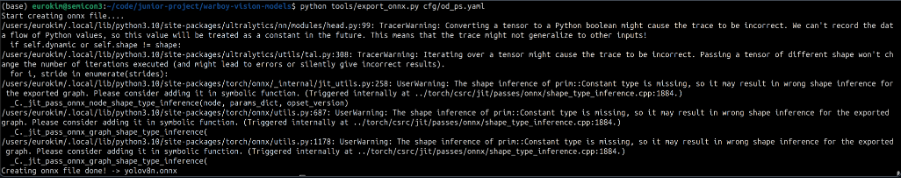 (base) eurokim@semicon3:~/code/junior-project/warboy-vision-models$ python tools/export_onnx.py cfg/od_ps.yaml
Start creating onnx file....
/users/eurokim/.local/lib/python3.10/site-packages/ultralytics/nn/modules/head.py:99: TracerWarning: Converting a tensor to a Python boolean might cause the trace to be incorrect. We can't record the dat
a flow of Python values, so this value will be treated as a constant in the future. This means that the trace might not generalize to other inputs!
if self.dynamic or self.shape != shape:
/users/eurokim/.local/lib/python3.10/site-packages/ultralytics/utils/tal.py:308: TracerWarning: Iterating over a tensor might cause the trace to be incorrect. Passing a tensor of different shape won't ch
ange the number of iterations executed (and might lead to errors or silently give incorrect results).
for i, stride in enumerate(strides):
/users/eurokim/.local/lib/python3.10/site-packages/torch/onnx/_internal/jit_utils.py:258: UserWarning: The shape inference of prim::Constant type is missing, so it may result in wrong shape inference for
the exported graph. Please consider adding it in symbolic function. (Triggered internally at ../torch/csrc/jit/passes/onnx/shape_type_inference.cpp:1884.)
_C._jit_pass_onnx_node_shape_type_inference(node, params_dict, opset_version)
/users/eurokim/.local/lib/python3.10/site-packages/torch/onnx/utils.py:687: UserWarning: The shape inference of prim::Constant type is missing, so it may result in wrong shape inference for the exported
graph. Please consider adding it in symbolic function. (Triggered internally at ../torch/csrc/jit/passes/onnx/shape_type_inference.cpp:1884.)
_C._jit_pass_onnx_graph_shape_type_inference(
/users/eurokim/.local/lib/python3.10/site-packages/torch/onnx/utils.py:1178: UserWarning: The shape inference of prim::Constant type is missing, so it may result in wrong shape inference for the exported
graph. Please consider adding it in symbolic function. (Triggered internally at ../torch/csrc/jit/passes/onnx/shape_type_inference.cpp:1884.)
_C._jit_pass_onnx_graph_shape_type_inference(
Creating onnx file done! -> yolov8n.onnx